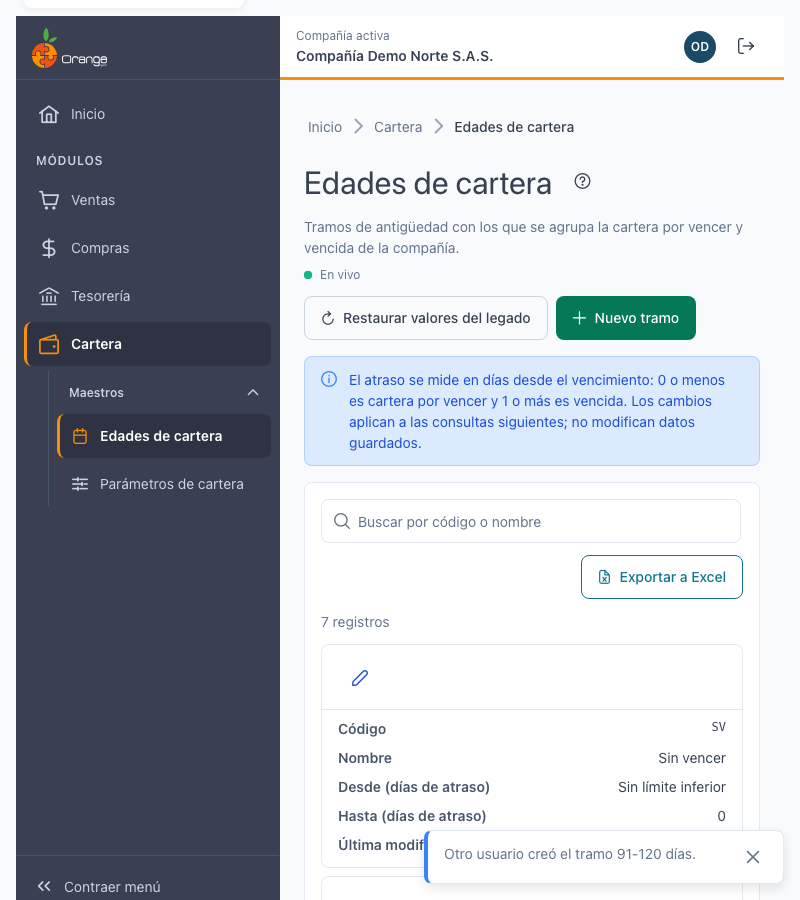 Orange
Compañía activa
Compañía Demo Norte S.A.S.
OD
Inicio
MÓDULOS
Ventas
Compras
Tesorería
Cartera
Maestros
Edades de cartera
Parámetros de cartera
Contraer menú
Inicio Cartera Edades de cartera
Edades de cartera
Tramos de antigüedad con los que se agrupa la cartera por vencer y
vencida de la compañía.
En vivo
Restaurar valores del legado
Nuevo tramo
El atraso se mide en días desde el vencimiento: 0 o menos
es cartera por vencer y 1 o más es vencida. Los cambios
aplican a las consultas siguientes; no modifican datos
guardados.
Buscar por código o nombre
Exportar a Excel
7 registros
Código SV
Nombre Sin vencer
Desde (días de atraso) Sin límite inferior
Hasta (días de atraso) 0
Última modif
Otro usuario creó el tramo 91-120 días.